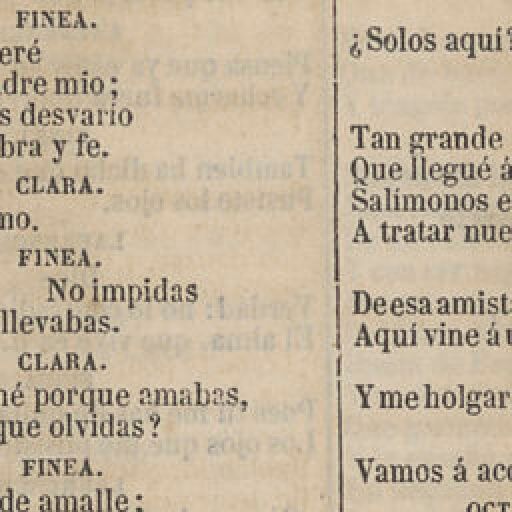 FINEA.
eré
dre mio;
s desvarío
bra y fe.
CLARA.
mo.
FINEA.
No impidas
llevabas.
CLARA.
né porque amabas,
que olvidas?
FINEA.
de amalle;
¿Solos aquí?
Tan grande
Que llegué á
Salímonos e
A tratar nue
De esa amist
Aquí vine á
Y me holgar
Vamos á aco
OCT